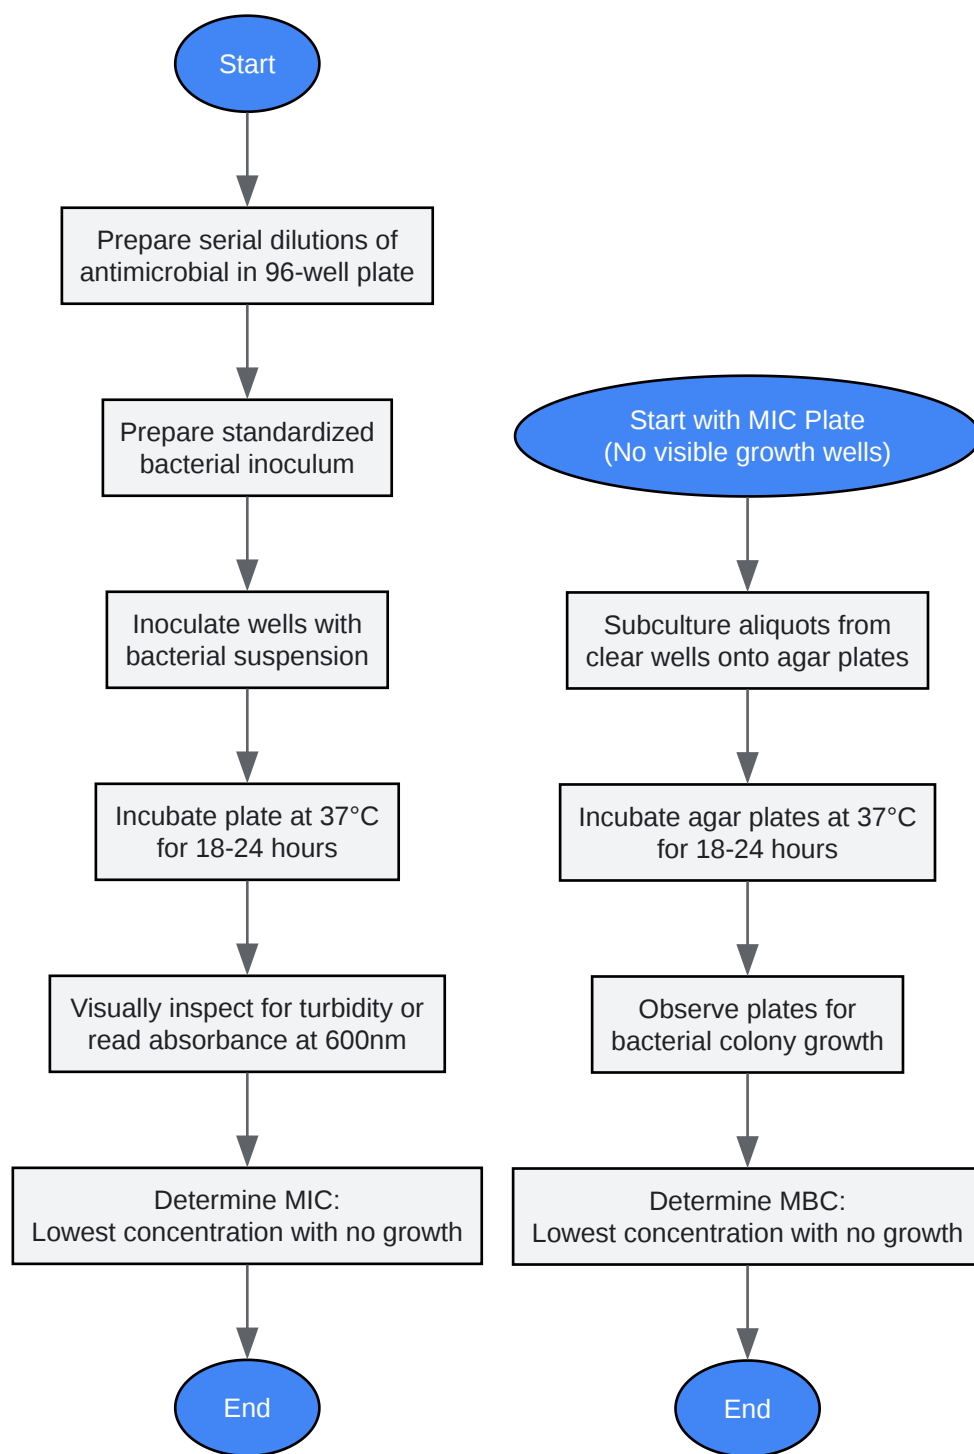 Start
Prepare serial dilutions of
antimicrobial in 96-well plate
Prepare standardized
bacterial inoculum
Inoculate wells with
bacterial suspension
Incubate plate at 37°C
for 18-24 hours
Visually inspect for turbidity or
read absorbance at 600nm
Determine MIC:
Lowest concentration with no growth
End
Start with MIC Plate
(No visible growth wells)
Subculture aliquots from
clear wells onto agar plates
Incubate agar plates at 37°C
for 18-24 hours
Observe plates for
bacterial colony growth
Determine MBC:
Lowest concentration with no growth
End